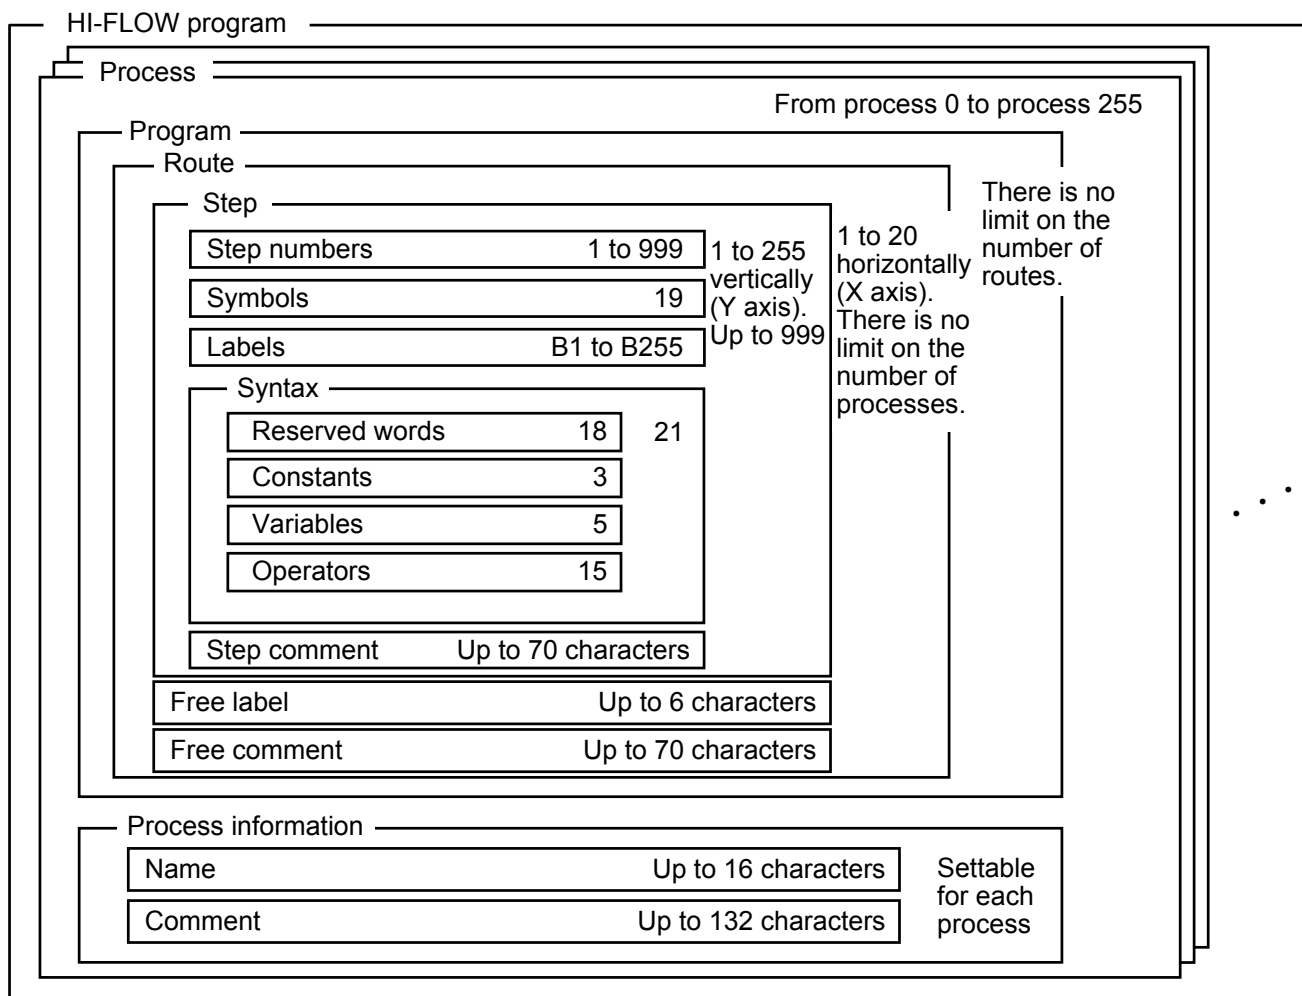 HI-FLOW program
Process
From process 0 to process 255
Program
Route
Step
Step numbers 1 to 999
Symbols 19
Labels B1 to B255
Syntax
Reserved words 18
21
Constants 3
Variables 5
Operators 15
Step comment Up to 70 characters
1 to 255
vertically
(Y axis).
Up to 999
Free label Up to 6 characters
Free comment Up to 70 characters
1 to 20
horizontally
(X axis).
There is no
limit on the
number of
processes.
There is no
limit on the
number of
routes.
Process information
Name Up to 16 characters
Comment Up to 132 characters
Settable
for each
process